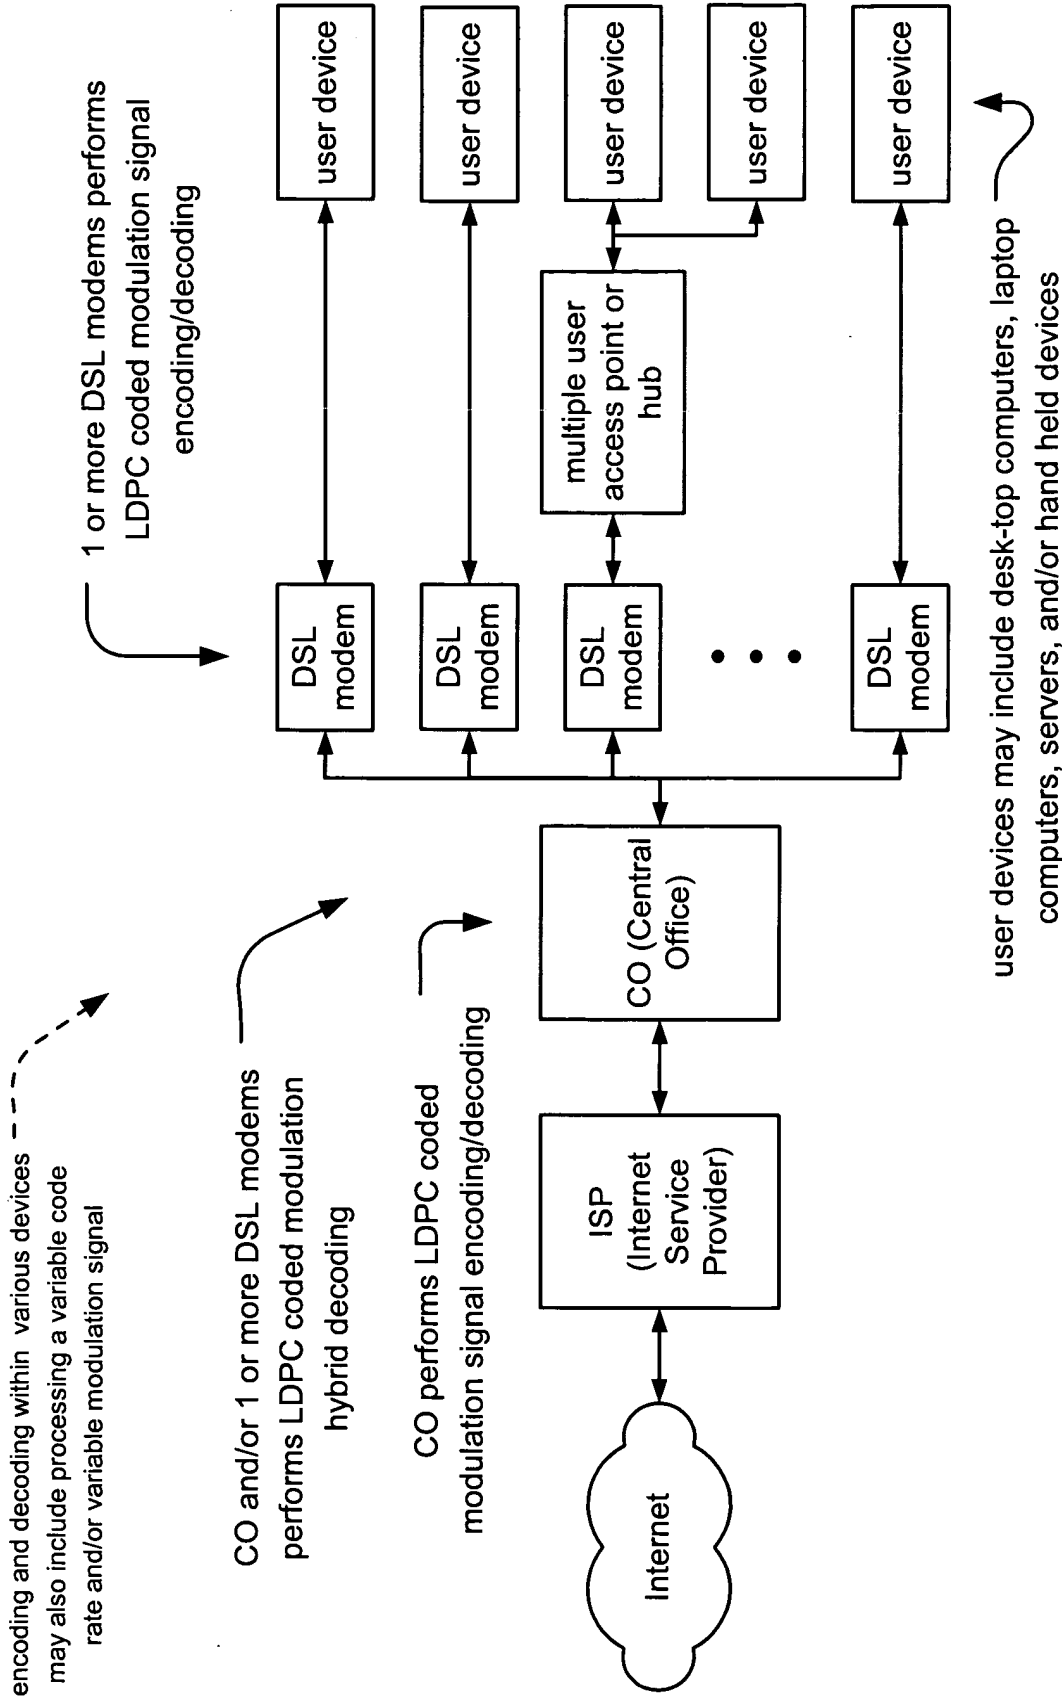 encoding and decoding within various devices
may also include processing a variable code
rate and/or variable modulation signal
1 or more DSL modems performs
LDPC coded modulation signal
encoding/decoding
CO and/or 1 or more DSL modems
performs LDPC coded modulation
hybrid decoding
CO performs LDPC coded
modulation signal encoding/decoding
Internet
ISP
(Internet
Service
Provider)
CO (Central
Office)
DSL
modem
user device
DSL
modem
user device
DSL
modem
multiple user
access point or
hub
user device
user device
DSL
modem
user device
user devices may include desk-top computers, laptop
computers, servers, and/or hand held devices